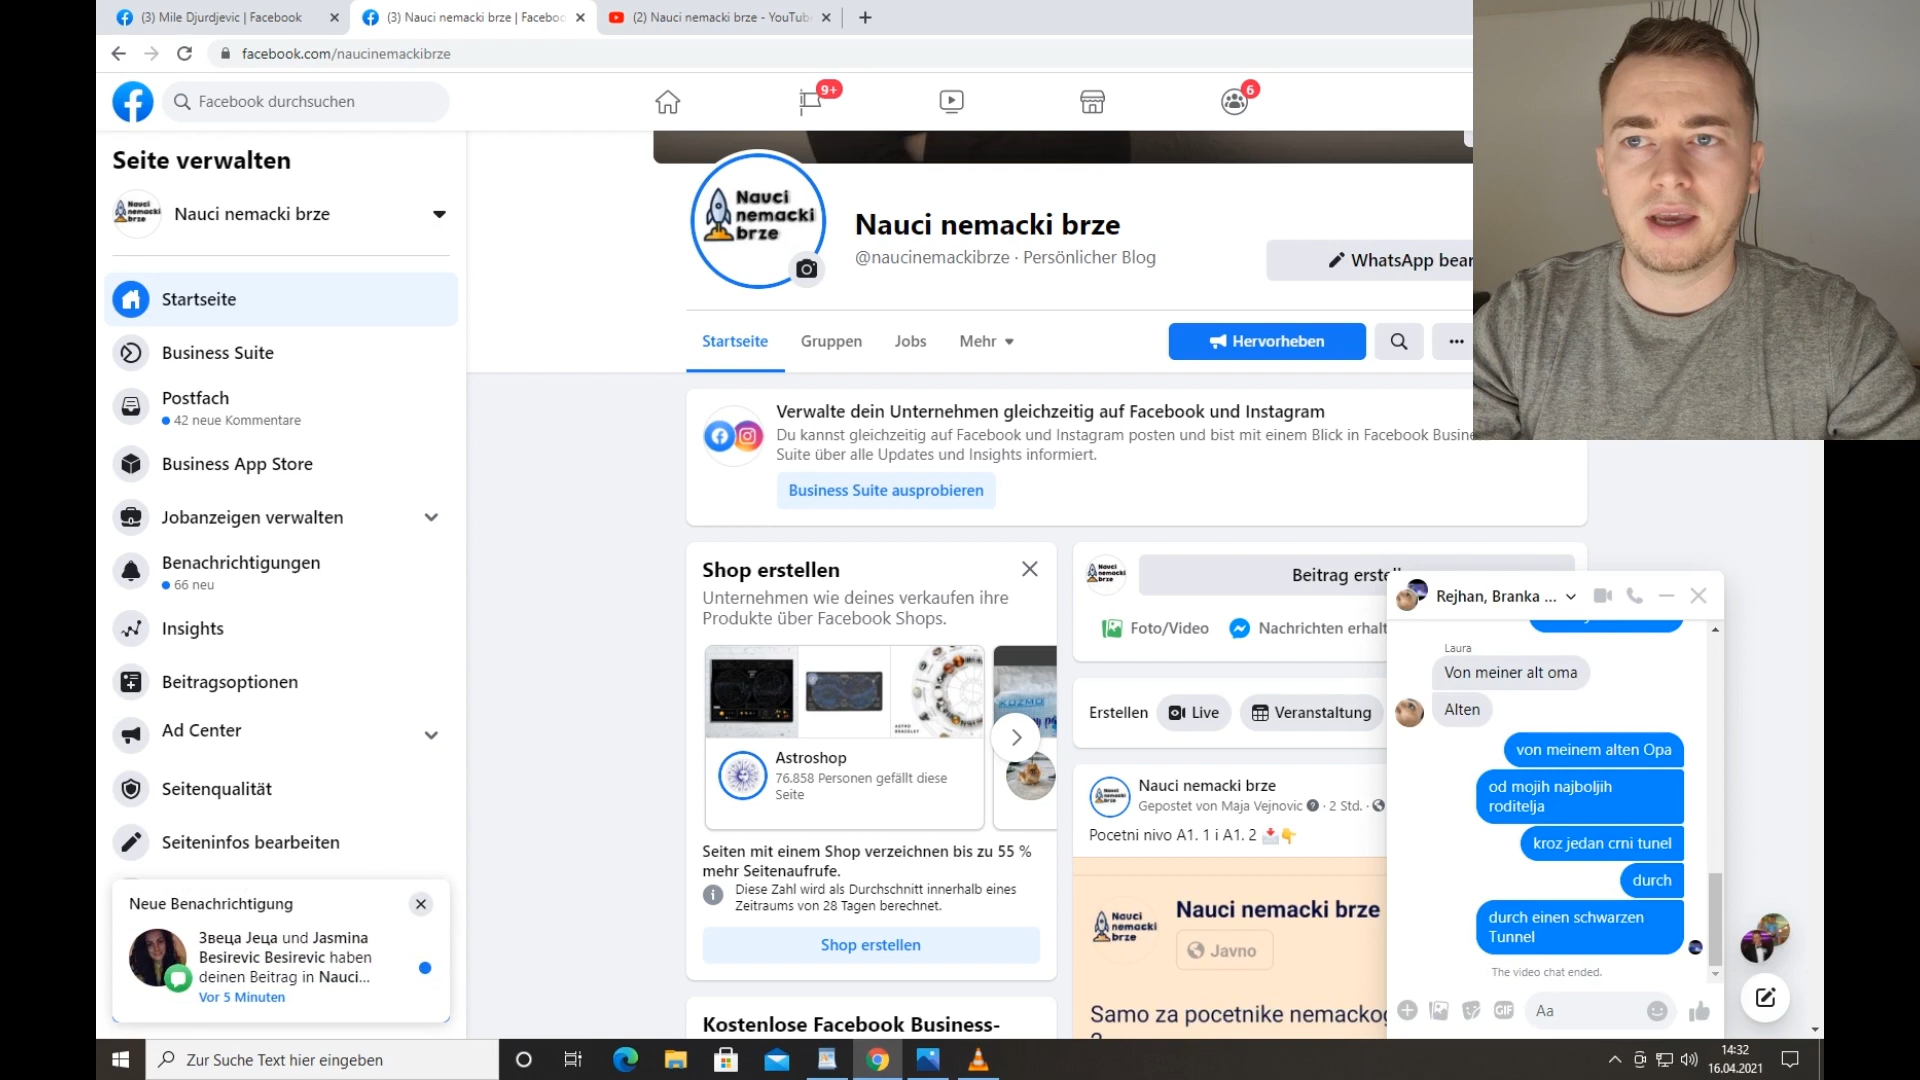 (3) Mile Djurdjevic | Facebook
(3) Nauci nemacki brze | Faceboo
(2) Nauci nemacki brze - YouTub
facebook.com/naucinemackibrze
Facebook durchsuchen
9+
6
Seite verwalten
Nauci nemacki brze
Startseite
Business Suite
Postfach
42 neue Kommentare
Business App Store
Jobanzeigen verwalten
Benachrichtigungen
66 neu
Insights
Beitragsoptionen
Ad Center
Seitenqualität
Seiteninfos bearbeiten
Neue Benachrichtigung
Звеца Јеца und Jasmina
Besirevic Besirevic haben
deinen Beitrag in Nauci...
Vor 5 Minuten
Nauci
nemacki
brze
Nauci nemacki brze
@naucinemackibrze · Persönlicher Blog
WhatsApp bear
Startseite
Gruppen
Jobs
Mehr
Hervorheben
Verwalte dein Unternehmen gleichzeitig auf Facebook und Instagram
Du kannst gleichzeitig auf Facebook und Instagram posten und bist mit einem Blick in Facebook Busine
Suite über alle Updates und Insights informiert.
Business Suite ausprobieren
Shop erstellen
Unternehmen wie deines verkaufen ihre
Produkte über Facebook Shops.
Astroshop
76.858 Personen gefällt diese
Seite
Seiten mit einem Shop verzeichnen bis zu 55 %
mehr Seitenaufrufe.
Diese Zahl wird als Durchschnitt innerhalb eines
Zeitraums von 28 Tagen berechnet.
Shop erstellen
Kostenlose Facebook Business-
Beitrag erstell
Foto/Video
Nachrichten erhalt
Erstellen
Live
Veranstaltung
Nauci nemacki brze
Gepostet von Maja Vejnovic · 2 Std. ·
Pocetni nivo A1. 1 i A1. 2 📩👇
Nauci
nemacki
brze
Nauci nemacki brze
Javno
Samo za pocetnike nemackog
Rejhan, Branka ...
Laura
Von meiner alt oma
Alten
von meinem alten Opa
od mojih najboljih
roditelja
kroz jedan crni tunel
durch
durch einen schwarzen
Tunnel
The video chat ended.
GIF
Aa
Zur Suche Text hier eingeben
14:32
16.04.2021